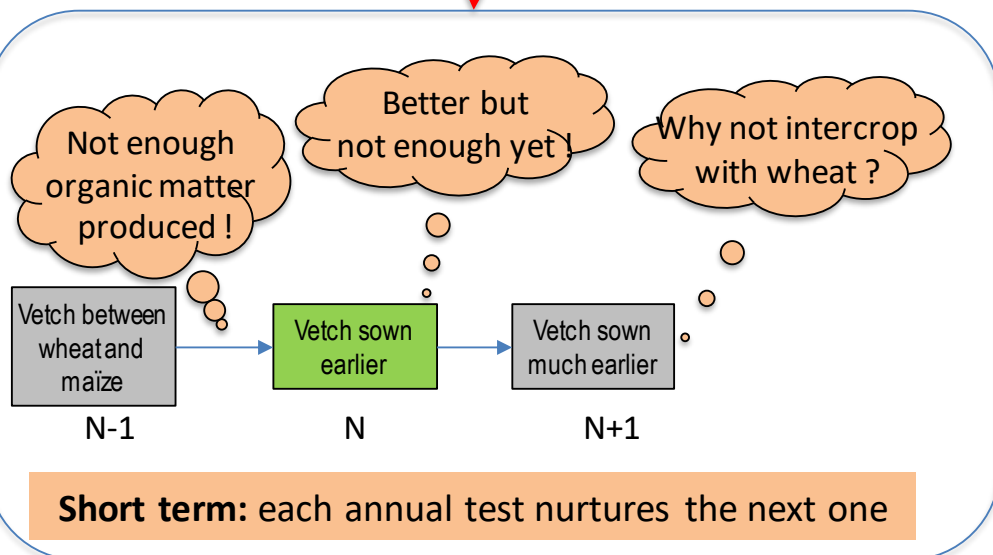 Not enough
organic matter
produced !
Better but
not enough yet !
Why not intercrop
with wheat ?
Vetch between
wheat and
maïze
Vetch sown
earlier
Vetch sown
much earlier
N-1
N
N+1
Short term: each annual test nurtures the next one